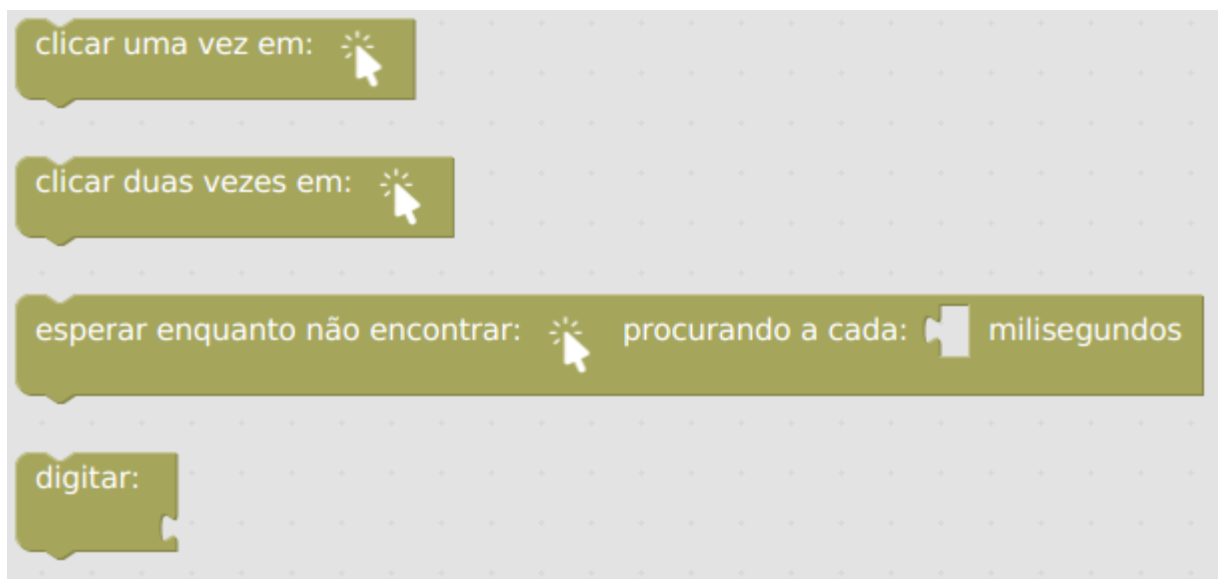 clicar uma vez em:
clicar duas vezes em:
esperar enquanto não encontrar: procurando a cada: milisegundos
digitar: